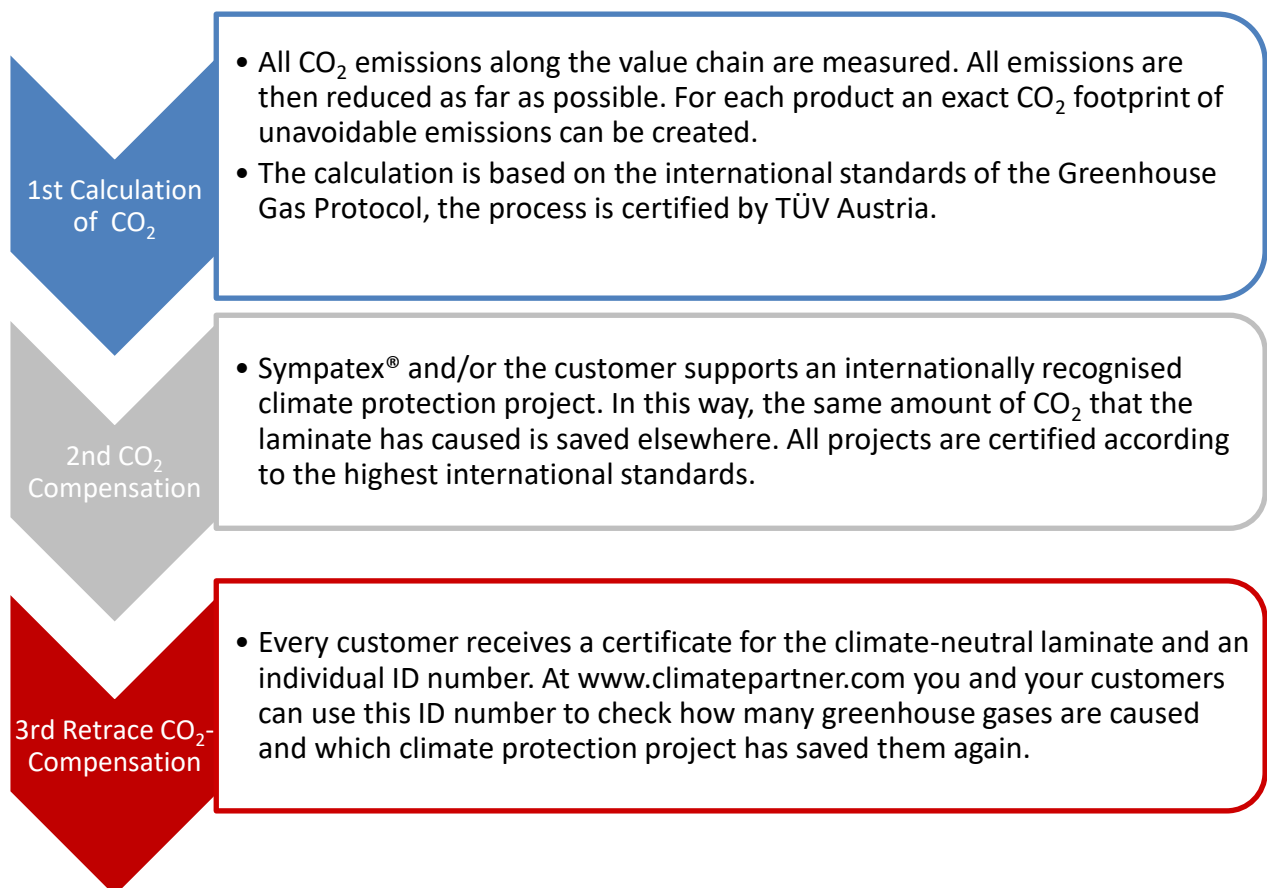 1st Calculation
of CO₂
• All CO₂ emissions along the value chain are measured. All emissions are
then reduced as far as possible. For each product an exact CO₂ footprint of
unavoidable emissions can be created.
• The calculation is based on the international standards of the Greenhouse
Gas Protocol, the process is certified by TÜV Austria.
2nd CO₂
Compensation
• Sympatex® and/or the customer supports an internationally recognised
climate protection project. In this way, the same amount of CO₂ that the
laminate has caused is saved elsewhere. All projects are certified according
to the highest international standards.
3rd Retrace CO₂-
Compensation
• Every customer receives a certificate for the climate-neutral laminate and an
individual ID number. At www.climatepartner.com you and your customers
can use this ID number to check how many greenhouse gases are caused
and which climate protection project has saved them again.